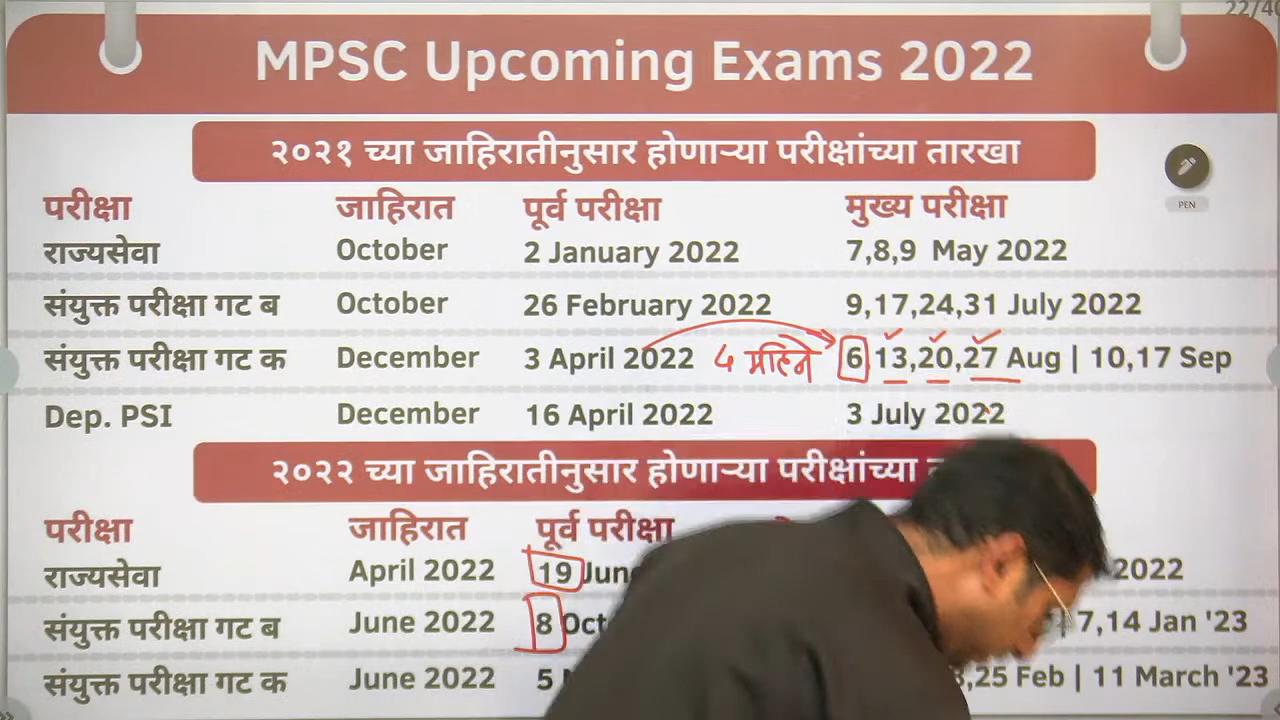 22/40
MPSC Upcoming Exams 2022
२०२१ च्या जाहिरातीनुसार होणाऱ्या परीक्षांच्या तारखा
PEN
परीक्षा जाहिरात पूर्व परीक्षा मुख्य परीक्षा
राज्यसेवा October 2 January 2022 7,8,9 May 2022
संयुक्त परीक्षा गट ब October 26 February 2022 9,17,24,31 July 2022
संयुक्त परीक्षा गट क December 3 April 2022 ५ महिने 6,13,20,27 Aug | 10,17 Sep
Dep. PSI December 16 April 2022 3 July 2022
२०२२ च्या जाहिरातीनुसार होणाऱ्या परीक्षांच्या
परीक्षा जाहिरात पूर्व परीक्षा
राज्यसेवा April 2022 19 June 2022
संयुक्त परीक्षा गट ब June 2022 8 Oct 7,14 Jan '23
संयुक्त परीक्षा गट क June 2022 5 ,25 Feb | 11 March '23